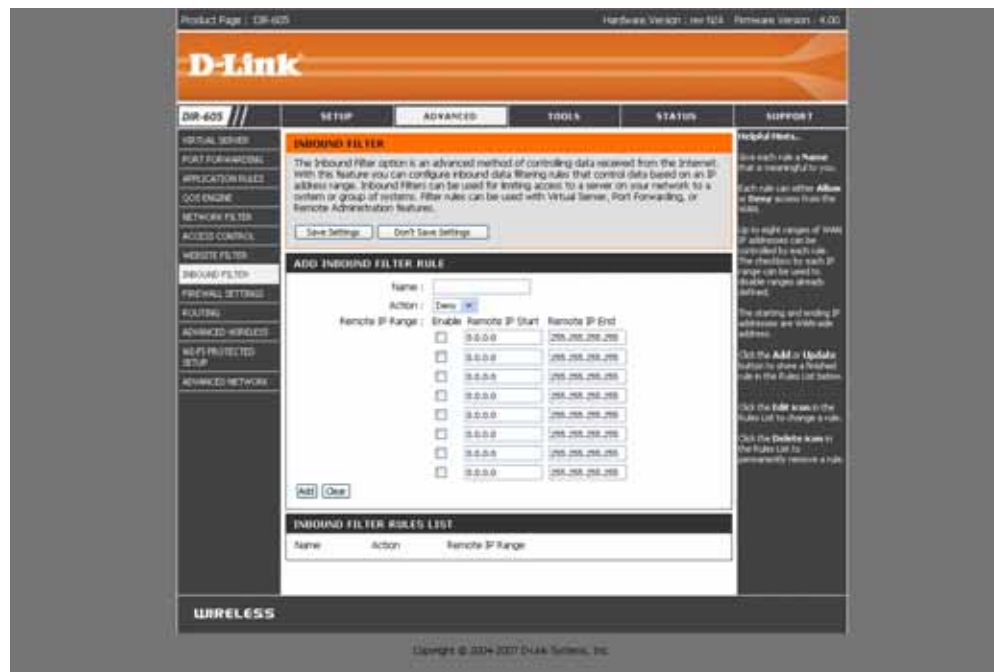 Product Page : DIR-605
Hardware Version : rev N/A Firmware Version : 4.00
D-Link
DIR-605
SETUP
ADVANCED
TOOLS
STATUS
SUPPORT
VIRTUAL SERVER
PORT FORWARDING
APPLICATION RULES
QOS ENGINE
NETWORK FILTER
ACCESS CONTROL
WEBSITE FILTER
INBOUND FILTER
FIREWALL SETTINGS
ROUTING
ADVANCED WIRELESS
WI-FI PROTECTED
SETUP
ADVANCED NETWORK
INBOUND FILTER
The Inbound Filter option is an advanced method of controlling data received from the Internet.
With this feature you can configure inbound data filtering rules that control data based on an IP
address range. Inbound Filters can be used for limiting access to a server on your network to a
system or group of systems. Filter rules can be used with Virtual Server, Port Forwarding, or
Remote Administration features.
Save Settings Don't Save Settings
ADD INBOUND FILTER RULE
Name :
Action : Deny
Remote IP Range : Enable Remote IP Start Remote IP End
0.0.0.0 255.255.255.255
0.0.0.0 255.255.255.255
0.0.0.0 255.255.255.255
0.0.0.0 255.255.255.255
0.0.0.0 255.255.255.255
0.0.0.0 255.255.255.255
0.0.0.0 255.255.255.255
0.0.0.0 255.255.255.255
Add Clear
INBOUND FILTER RULES LIST
Name Action Remote IP Range
Helpful Hints...
Give each rule a Name
that is meaningful to you.
Each rule can either Allow
or Deny access from the
WAN.
Up to eight ranges of WAN
IP addresses can be
controlled by each rule.
The checkbox by each IP
range can be used to
disable ranges already
defined.
The starting and ending IP
addresses are WAN-side
address.
Click the Add or Update
button to store a finished
rule in the Rules List below.
Click the Edit icon in the
Rules List to change a rule.
Click the Delete icon in
the Rules List to
permanently remove a rule.
WIRELESS
Copyright © 2004-2007 D-Link Systems, Inc.